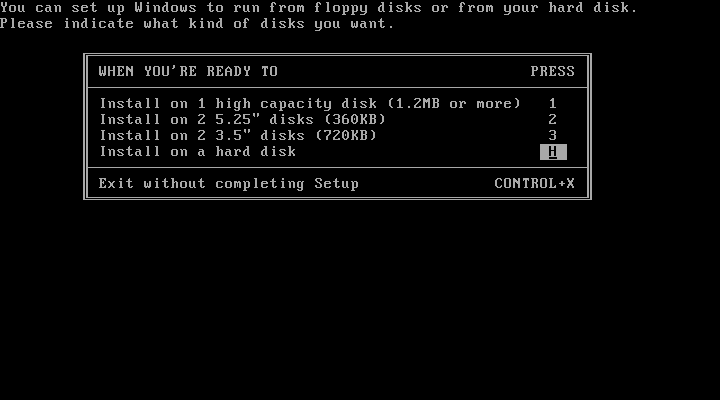 You can set up Windows to run from floppy disks or from your hard disk.
Please indicate what kind of disks you want.
WHEN YOU'RE READY TO PRESS
Install on 1 high capacity disk (1.2MB or more) 1
Install on 2 5.25" disks (360KB) 2
Install on 2 3.5" disks (720KB) 3
Install on a hard disk H
Exit without completing Setup CONTROL+X